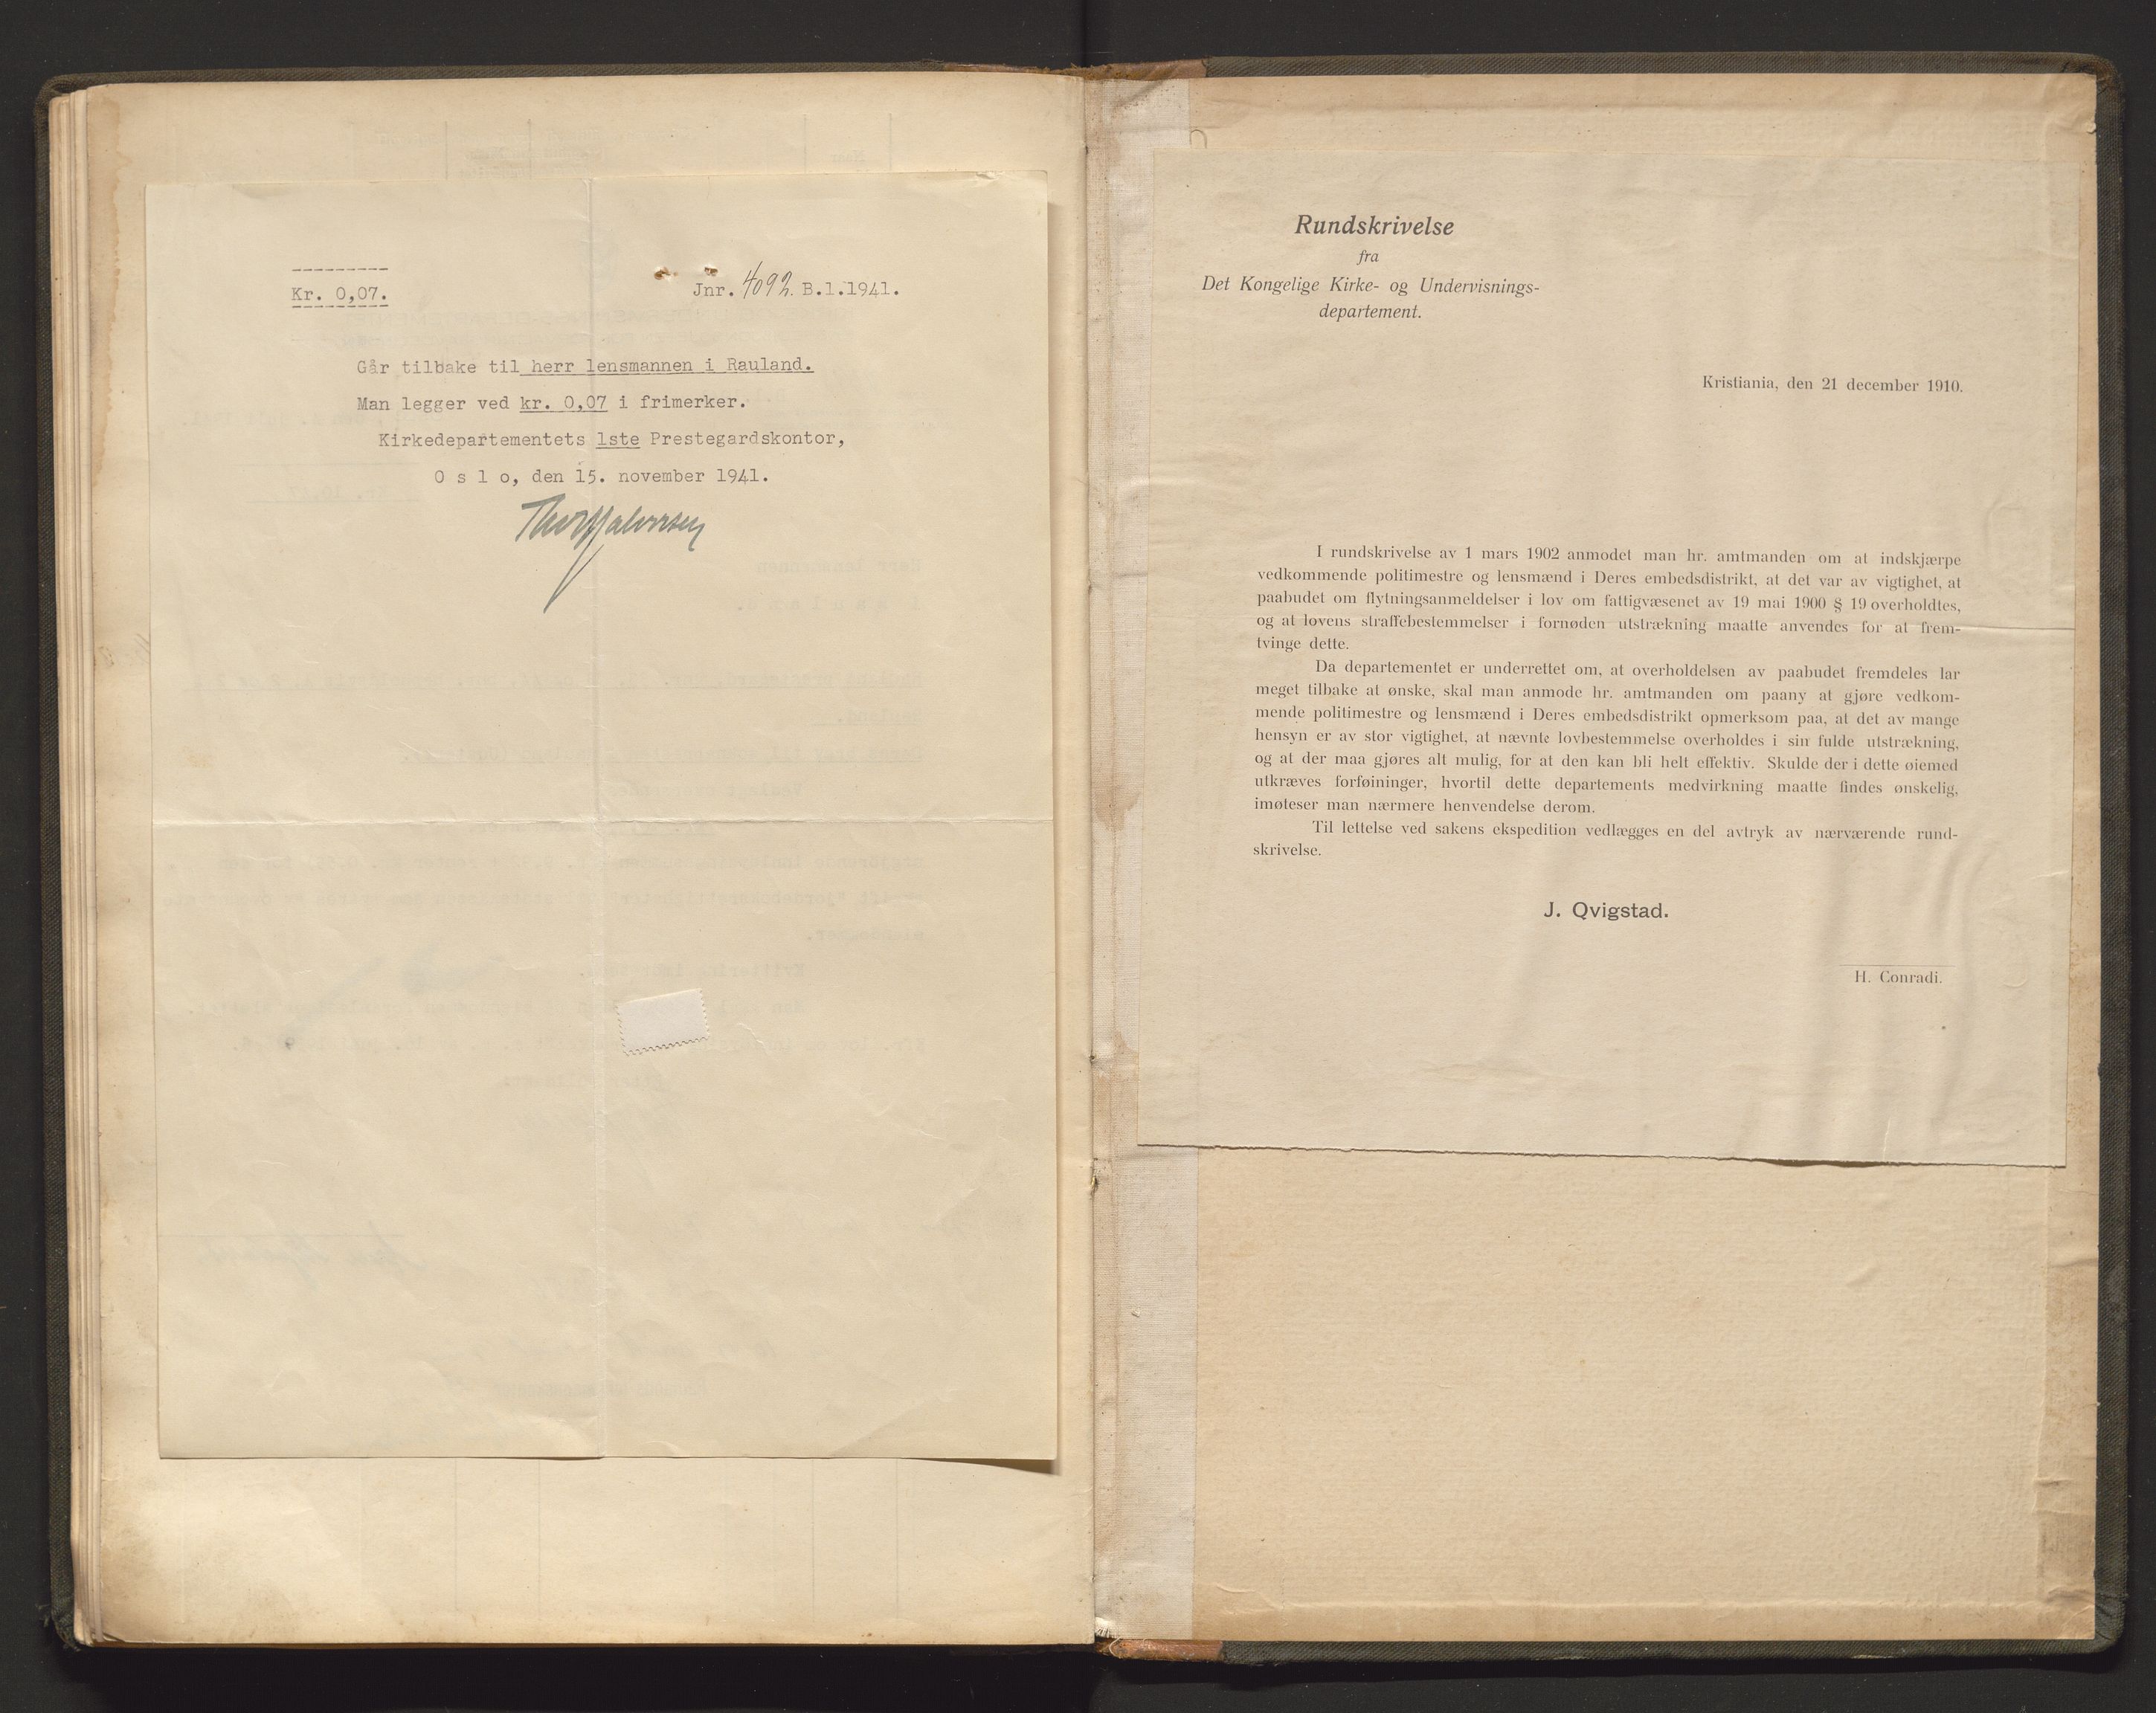 Kr. 0,07.
Jnr. 4092. B.1.1941.
Går tilbake til herr lensmannen i Rauland.
Man legger ved kr. 0,07 i frimerker.
Kirkedepartementets 1ste Prestegardskontor,
O s l o, den 15. november 1941.
Rundskrivelse
fra
Det Kongelige Kirke- og Undervisnings-
departement.
Kristiania, den 21 december 1910.
I rundskrivelse av 1 mars 1902 anmodet man hr. amtmanden om at indskjærpe
vedkommende politimestre og lensmænd i Deres embedsdistrikt, at det var av vigtighet, at
paabudet om flytningsanmeldelser i lov om fattigvæsenet av 19 mai 1900 § 19 overholdtes,
og at lovens straffebestemmelser i fornøden utstrækning maatte anvendes for at frem-
tvinge dette.
Da departementet er underrettet om, at overholdelsen av paabudet fremdeles lar
meget tilbake at ønske, skal man anmode hr. amtmanden om paany at gjøre vedkom-
mende politimestre og lensmænd i Deres embedsdistrikt opmerksom paa, at det av mange
hensyn er av stor vigtighet, at nævnte lovbestemmelse overholdes i sin fulde utstrækning,
og at der maa gjøres alt mulig, for at den kan bli helt effektiv. Skulde der i dette øiemed
utkræves forføininger, hvortil dette departements medvirkning maatte findes ønskelig,
imøteser man nærmere henvendelse derom.
Til lettelse ved sakens ekspedition vedlægges en del avtryk av nærværende rund-
skrivelse.
J. Qvigstad.
H. Conradi.